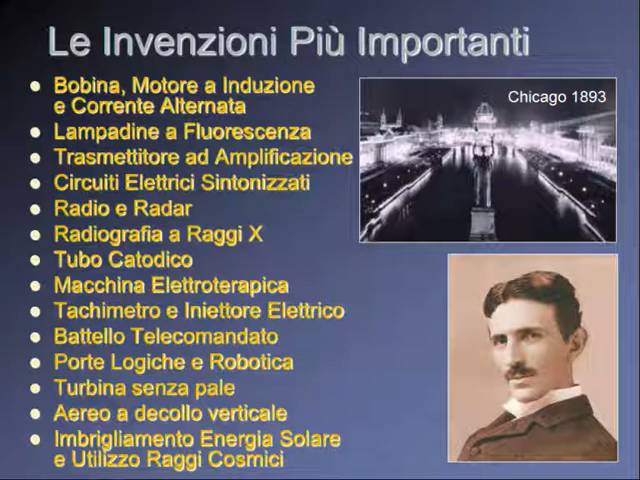 Le Invenzioni Più Importanti
Bobina, Motore a Induzione
e Corrente Alternata
Lampadine a Fluorescenza
Trasmettitore ad Amplificazione
Circuiti Elettrici Sintonizzati
Radio e Radar
Radiografia a Raggi X
Tubo Catodico
Macchina Elettroterapica
Tachimetro e Iniettore Elettrico
Battello Telecomandato
Porte Logiche e Robotica
Turbina senza pale
Aereo a decollo verticale
Imbrigliamento Energia Solare
e Utilizzo Raggi Cosmici
Chicago 1893